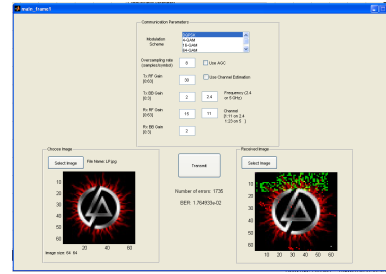 main_frame1
Communication Parameters
Modulation Scheme
4-QAM
16-QAM
64-QAM
Oversampling rate (samples/symbol)
8
Use AGC
Tx RF Gain [0:63]
30
Use Channel Estimation
Tx BB Gain [0:3]
2
2.4
Frequency (2.4 or 5 GHz)
Rx RF Gain [0:63]
15
11
Channel (1:11 on 2.4 1:23 on 5 )
Rx BB Gain [0:3]
2
Choose Image
Select Image
File Name: LP.jpg
10
20
30
40
50
60
20
40
60
Image size: 64 64
Transmit
Number of errors: 1735
BER: 1.764933e-02
Received Image
Select Image
10
20
30
40
50
60
10
20
30
40
50
60